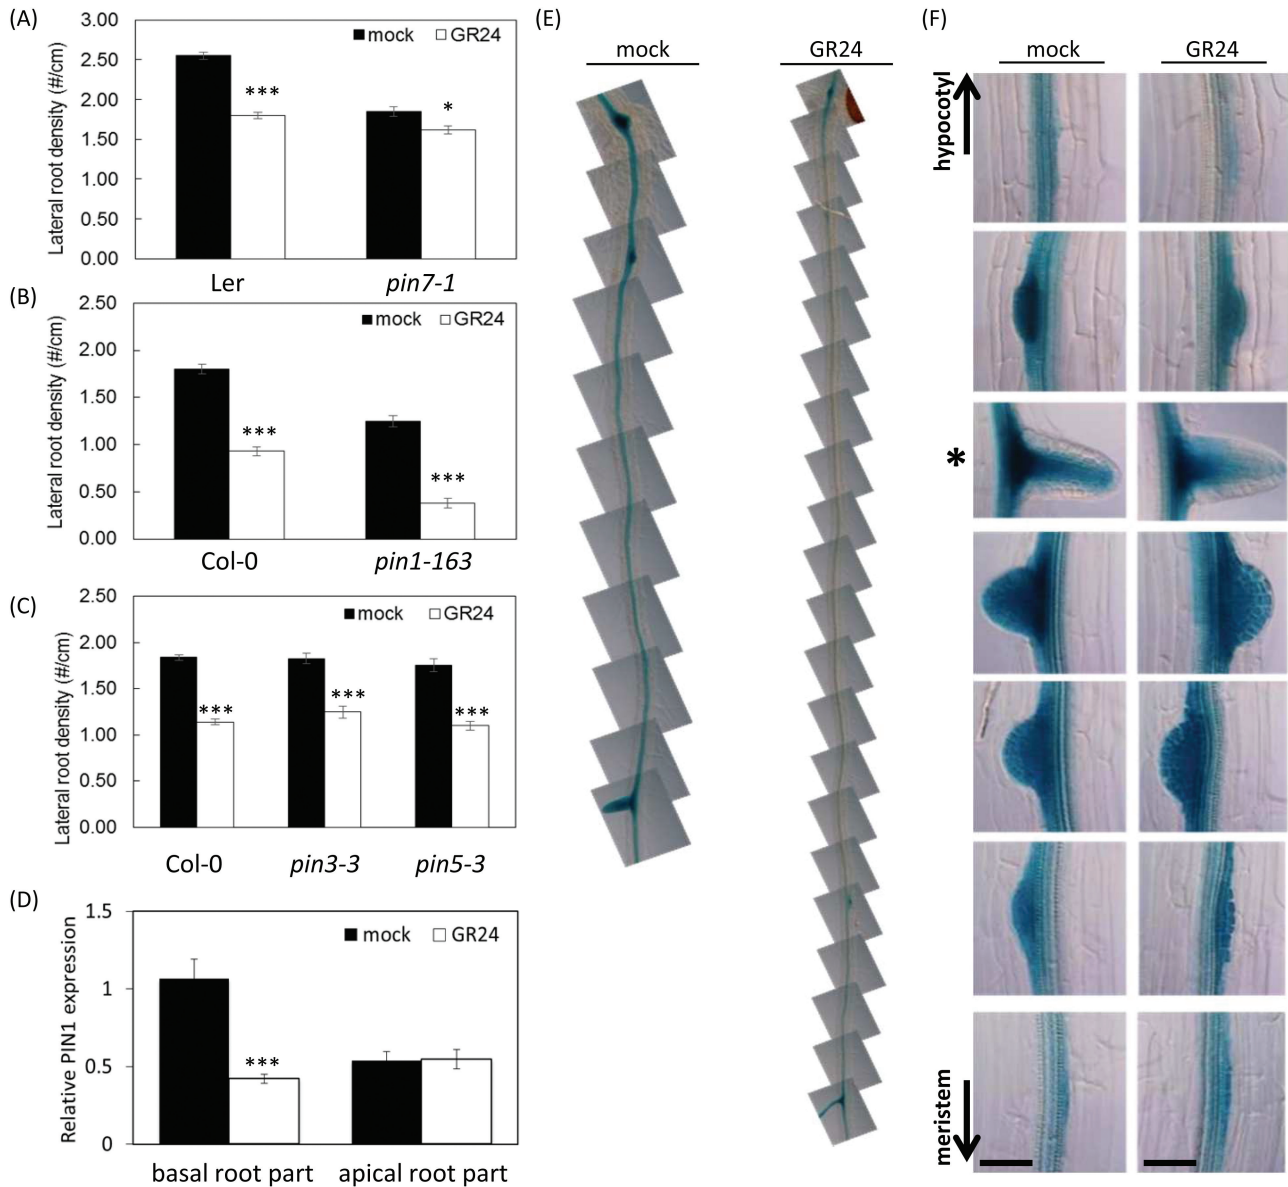 (A)
Lateral root density (#/cm)
3.00
2.50
2.00
1.50
1.00
0.50
0.00
mock GR24
***
*
Ler pin7-1
(B)
Lateral root density (#/cm)
2.50
2.00
1.50
1.00
0.50
0.00
mock GR24
***
***
Col-0 pin1-163
(C)
Lateral root density (#/cm)
2.50
2.00
1.50
1.00
0.50
0.00
mock GR24
***
***
***
Col-0 pin3-3 pin5-3
(D)
Relative PIN1 expression
1.5
1
0.5
0
mock GR24
***
basal root part apical root part
(E)
mock GR24
(F)
mock GR24
hypocotyl
*
meristem